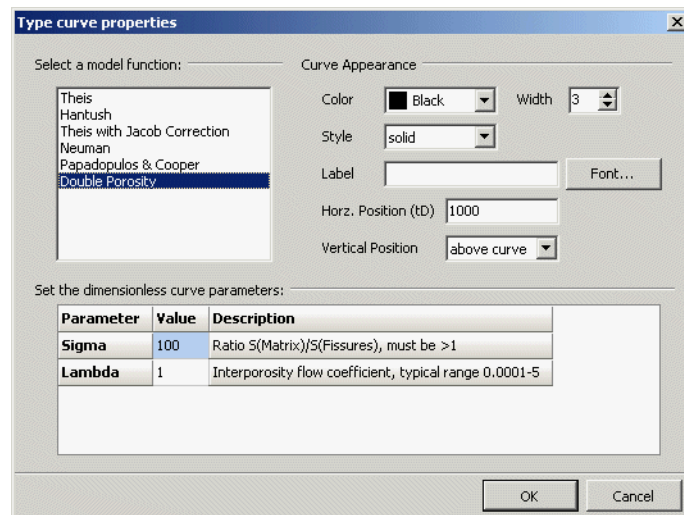 Type curve properties
Select a model function:
Theis
Hantush
Theis with Jacob Correction
Neuman
Papadopulos & Cooper
Double Porosity
Curve Appearance
Color Black Width 3
Style solid
Label Font...
Horz. Position (tD) 1000
Vertical Position above curve
Set the dimensionless curve parameters:
Parameter Value Description
Sigma 100 Ratio S(Matrix)/S(Fissures), must be >1
Lambda 1 Interporosity flow coefficient, typical range 0.0001-5
OK Cancel